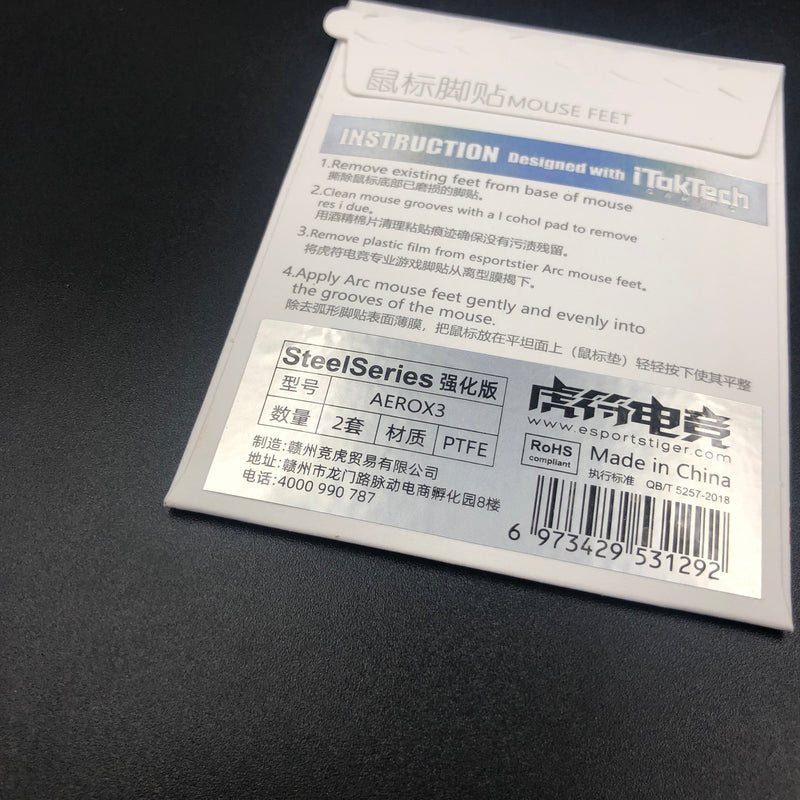 鼠标脚贴MOUSE FEET
INSTRUCTION Designed with iTokTech
GAMING
1.Remove existing feet from base of mouse
撕除鼠标底部已磨损的脚贴。
2.Clean mouse grooves with a l cohol pad to remove
res i due.
用酒精棉片清理粘贴痕迹确保没有污渍残留。
3.Remove plastic film from esportstier Arc mouse feet.
将虎符电竞专业游戏脚贴从离型膜揭下。
4.Apply Arc mouse feet gently and evenly into
the grooves of the mouse.
除去弧形脚贴表面薄膜，把鼠标放在平坦面上（鼠标垫）轻轻按下使其平整
SteelSeries 强化版
型号 AEROX3
数量 2套 材质 PTFE
制造：赣州竞虎贸易有限公司
地址：赣州市龙门路脉动电商孵化园8楼
电话：4000 990 787
虎符电竞
www.esportstiger.com
RoHS
compliant
Made in China
执行标准 QB/T 5257-2018
6 973429 531292